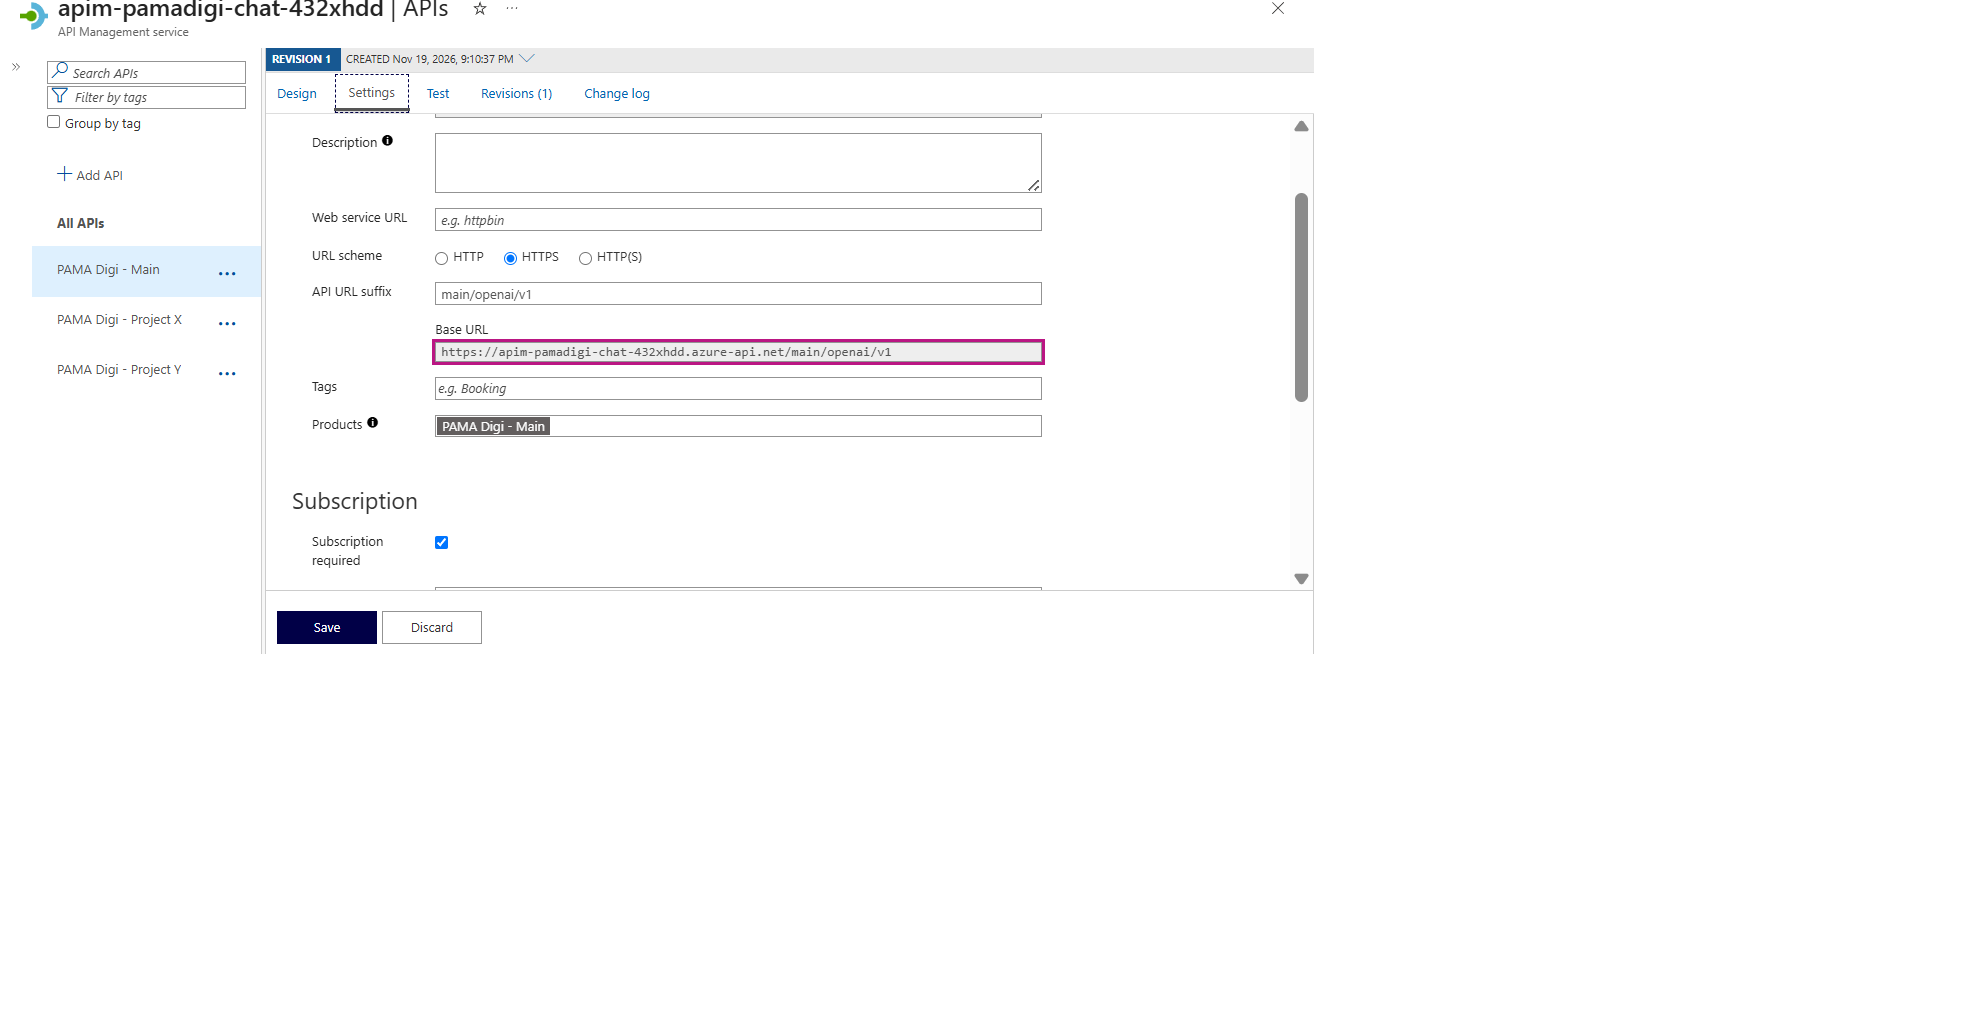 apim-pamadigi-chat-432xhdd | APIs
API Management service
Search APIs
Filter by tags
Group by tag
Add API
All APIs
PAMA Digi - Main
PAMA Digi - Project X
PAMA Digi - Project Y
REVISION 1 CREATED Nov 19, 2026, 9:10:37 PM
Design Settings Test Revisions (1) Change log
Description
Web service URL e.g. httpbin
URL scheme HTTP HTTPS HTTP(S)
API URL suffix main/openai/v1
Base URL
https://apim-pamadigi-chat-432xhdd.azure-api.net/main/openai/v1
Tags e.g. Booking
Products PAMA Digi - Main
Subscription
Subscription
required
Save Discard